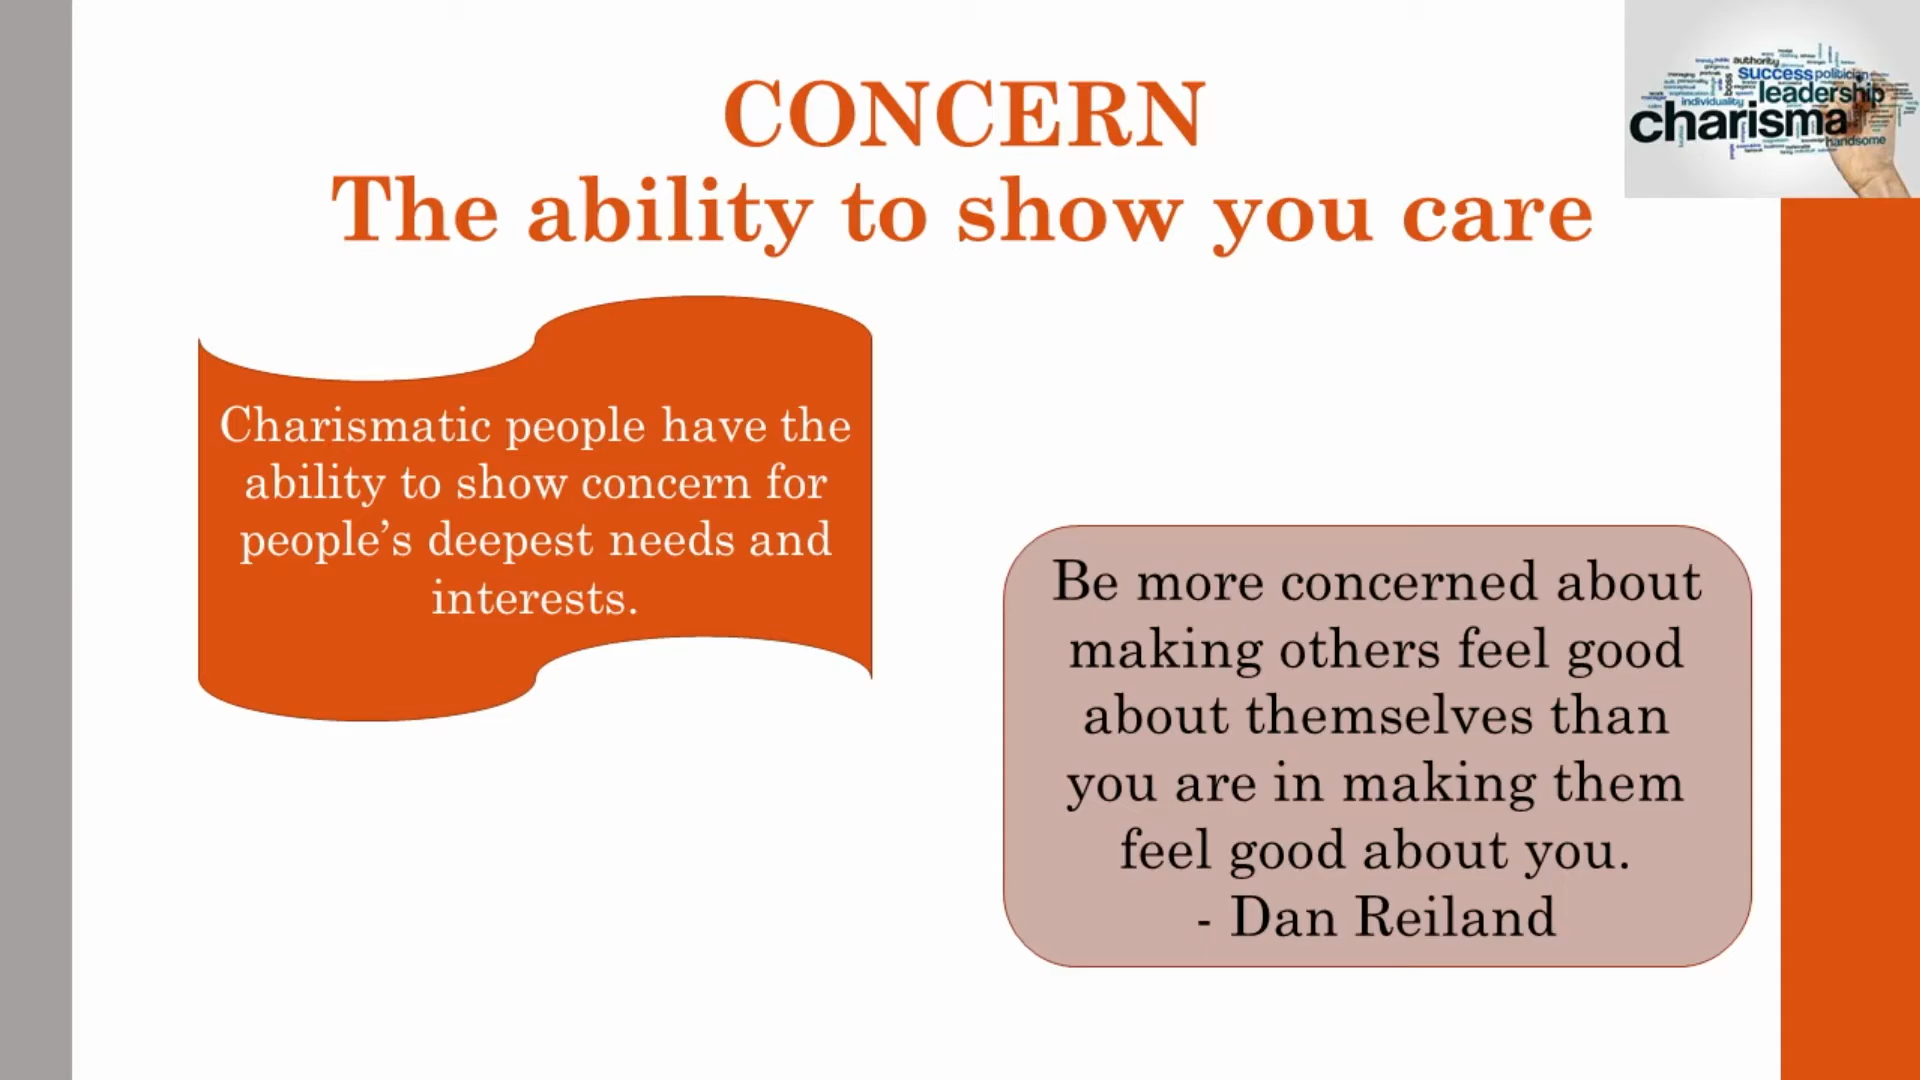 CONCERN
The ability to show you care
authority
success politician
leadership
individuality
charisma
handsome
Charismatic people have the
ability to show concern for
people’s deepest needs and
interests.
Be more concerned about
making others feel good
about themselves than
you are in making them
feel good about you.
- Dan Reiland